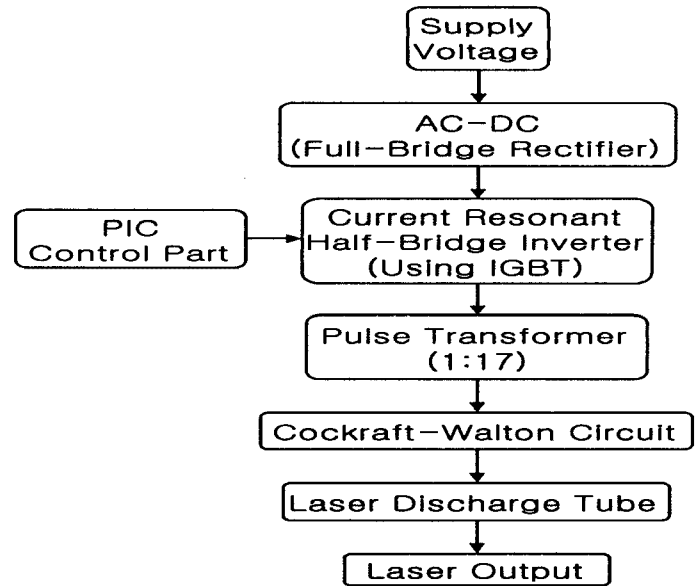 Supply
Voltage
AC-DC
(Full-Bridge Rectifier)
PIC
Control Part
Current Resonant
Half-Bridge Inverter
(Using IGBT)
Pulse Transformer
(1:17)
Cockraft-Walton Circuit
Laser Discharge Tube
Laser Output